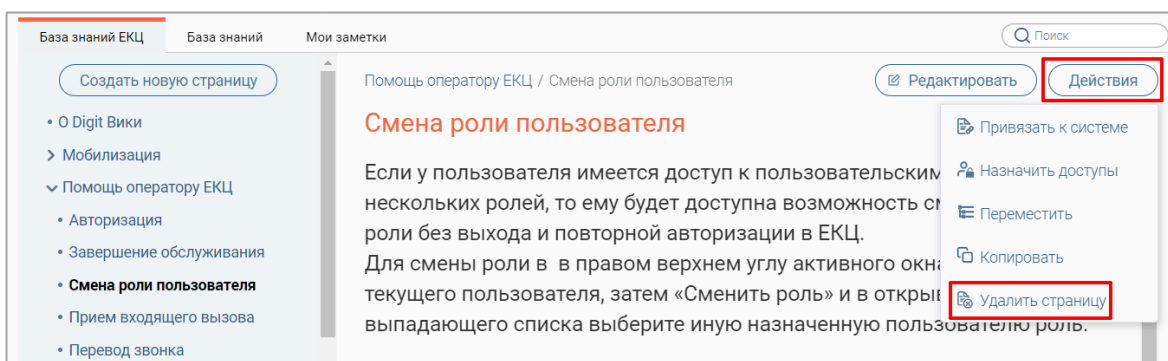 База знаний ЕКЦ
База знаний
Мои заметки
Поиск
Создать новую страницу
• О Digit Вики
Мобилизация
Помощь оператору ЕКЦ
• Авторизация
• Завершение обслуживания
• Смена роли пользователя
• Прием входящего вызова
• Перевод звонка
Помощь оператору ЕКЦ / Смена роли пользователя
Редактировать
Действия
Смена роли пользователя
Если у пользователя имеется доступ к пользовательским
нескольких ролей, то ему будет доступна возможность
роли без выхода и повторной авторизации в ЕКЦ.
Для смены роли в в правом верхнем углу активного
текущего пользователя, затем «Сменить роль» и в
выпадающего списка выберите иную назначенную пользователю роль.
Привязать к системе
Назначить доступы
Переместить
Копировать
Удалить страницу